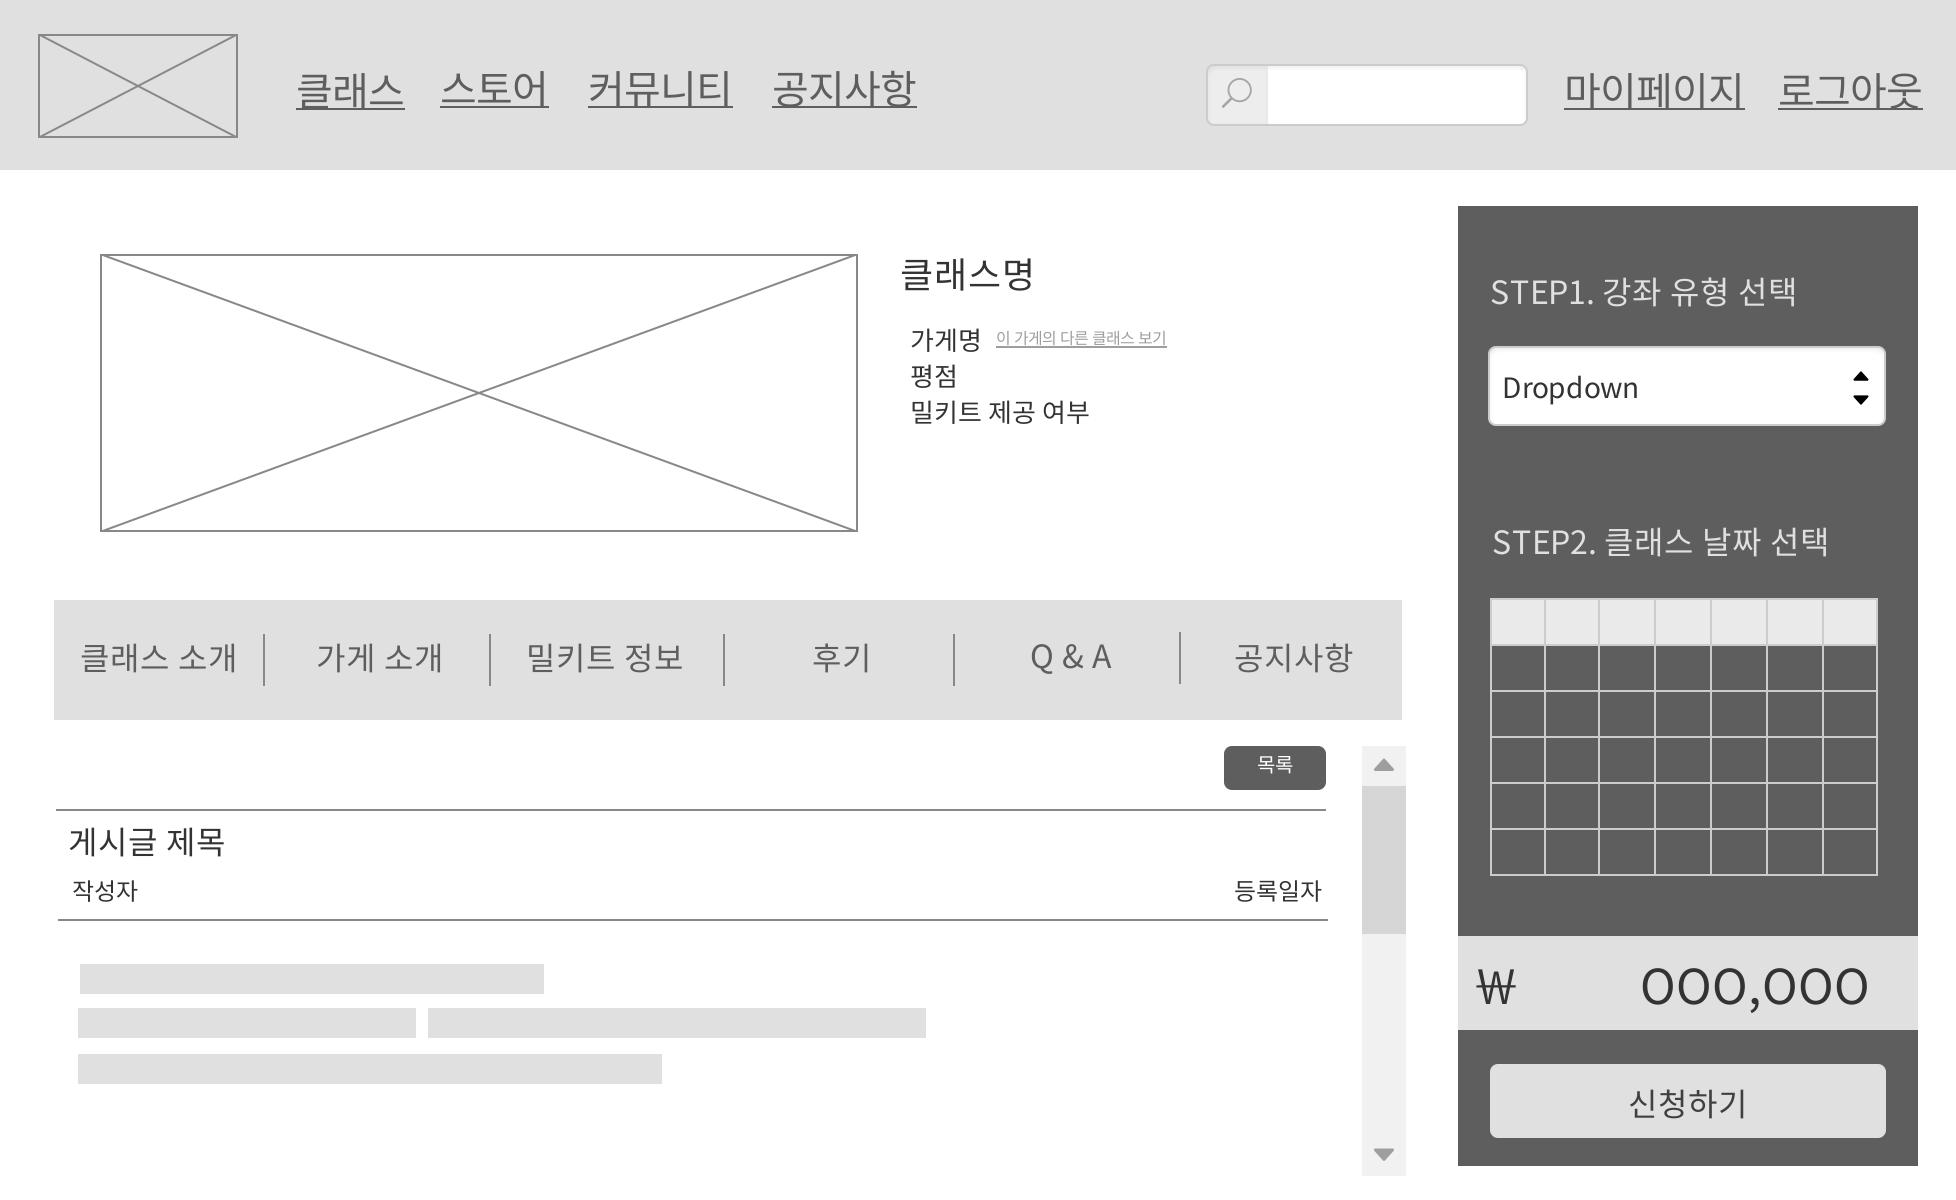 클래스 스토어 커뮤니티 공지사항 마이페이지 로그아웃
클래스명
가게명 이 가게의 다른 클래스 보기
평점
밀키트 제공 여부
STEP1. 강좌 유형 선택
Dropdown
STEP2. 클래스 날짜 선택
클래스 소개 가게 소개 밀키트 정보 후기 Q & A 공지사항
목록
게시글 제목
작성자 등록일자
₩ OOO,OOO
신청하기